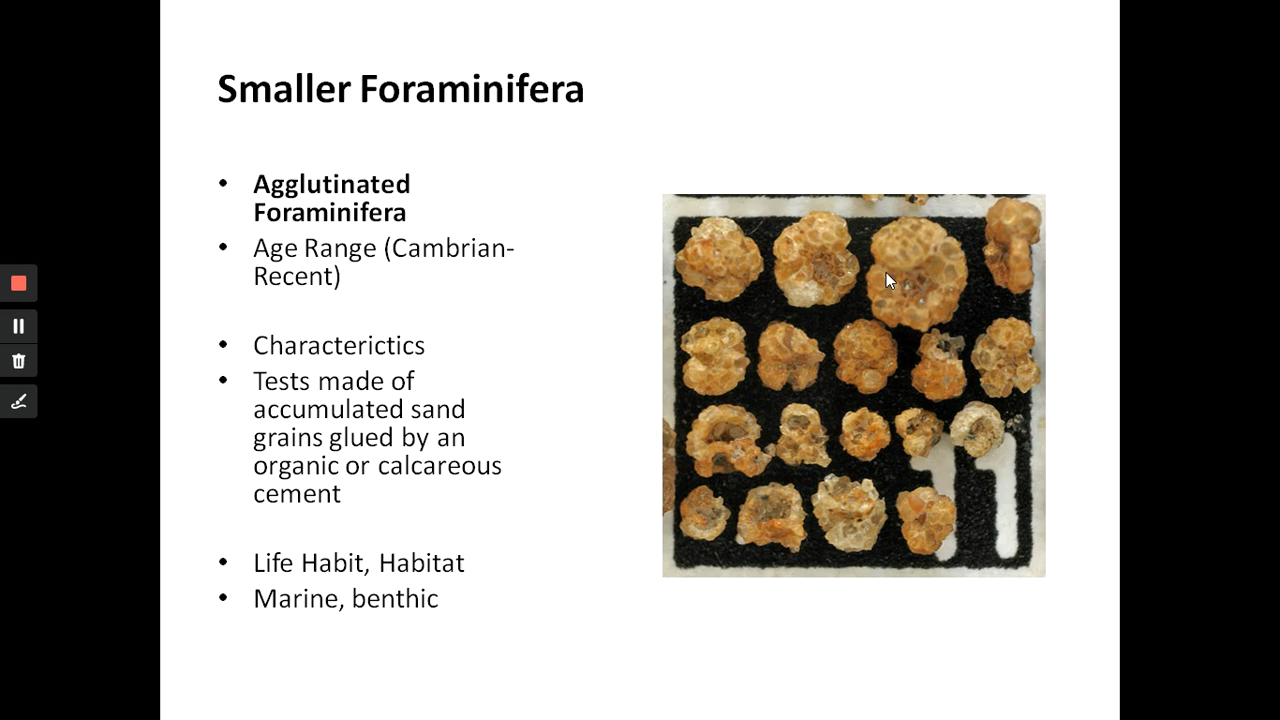 Smaller Foraminifera
• Agglutinated
Foraminifera
• Age Range (Cambrian-
Recent)
• Characterictics
• Tests made of
accumulated sand
grains glued by an
organic or calcareous
cement
• Life Habit, Habitat
• Marine, benthic
11